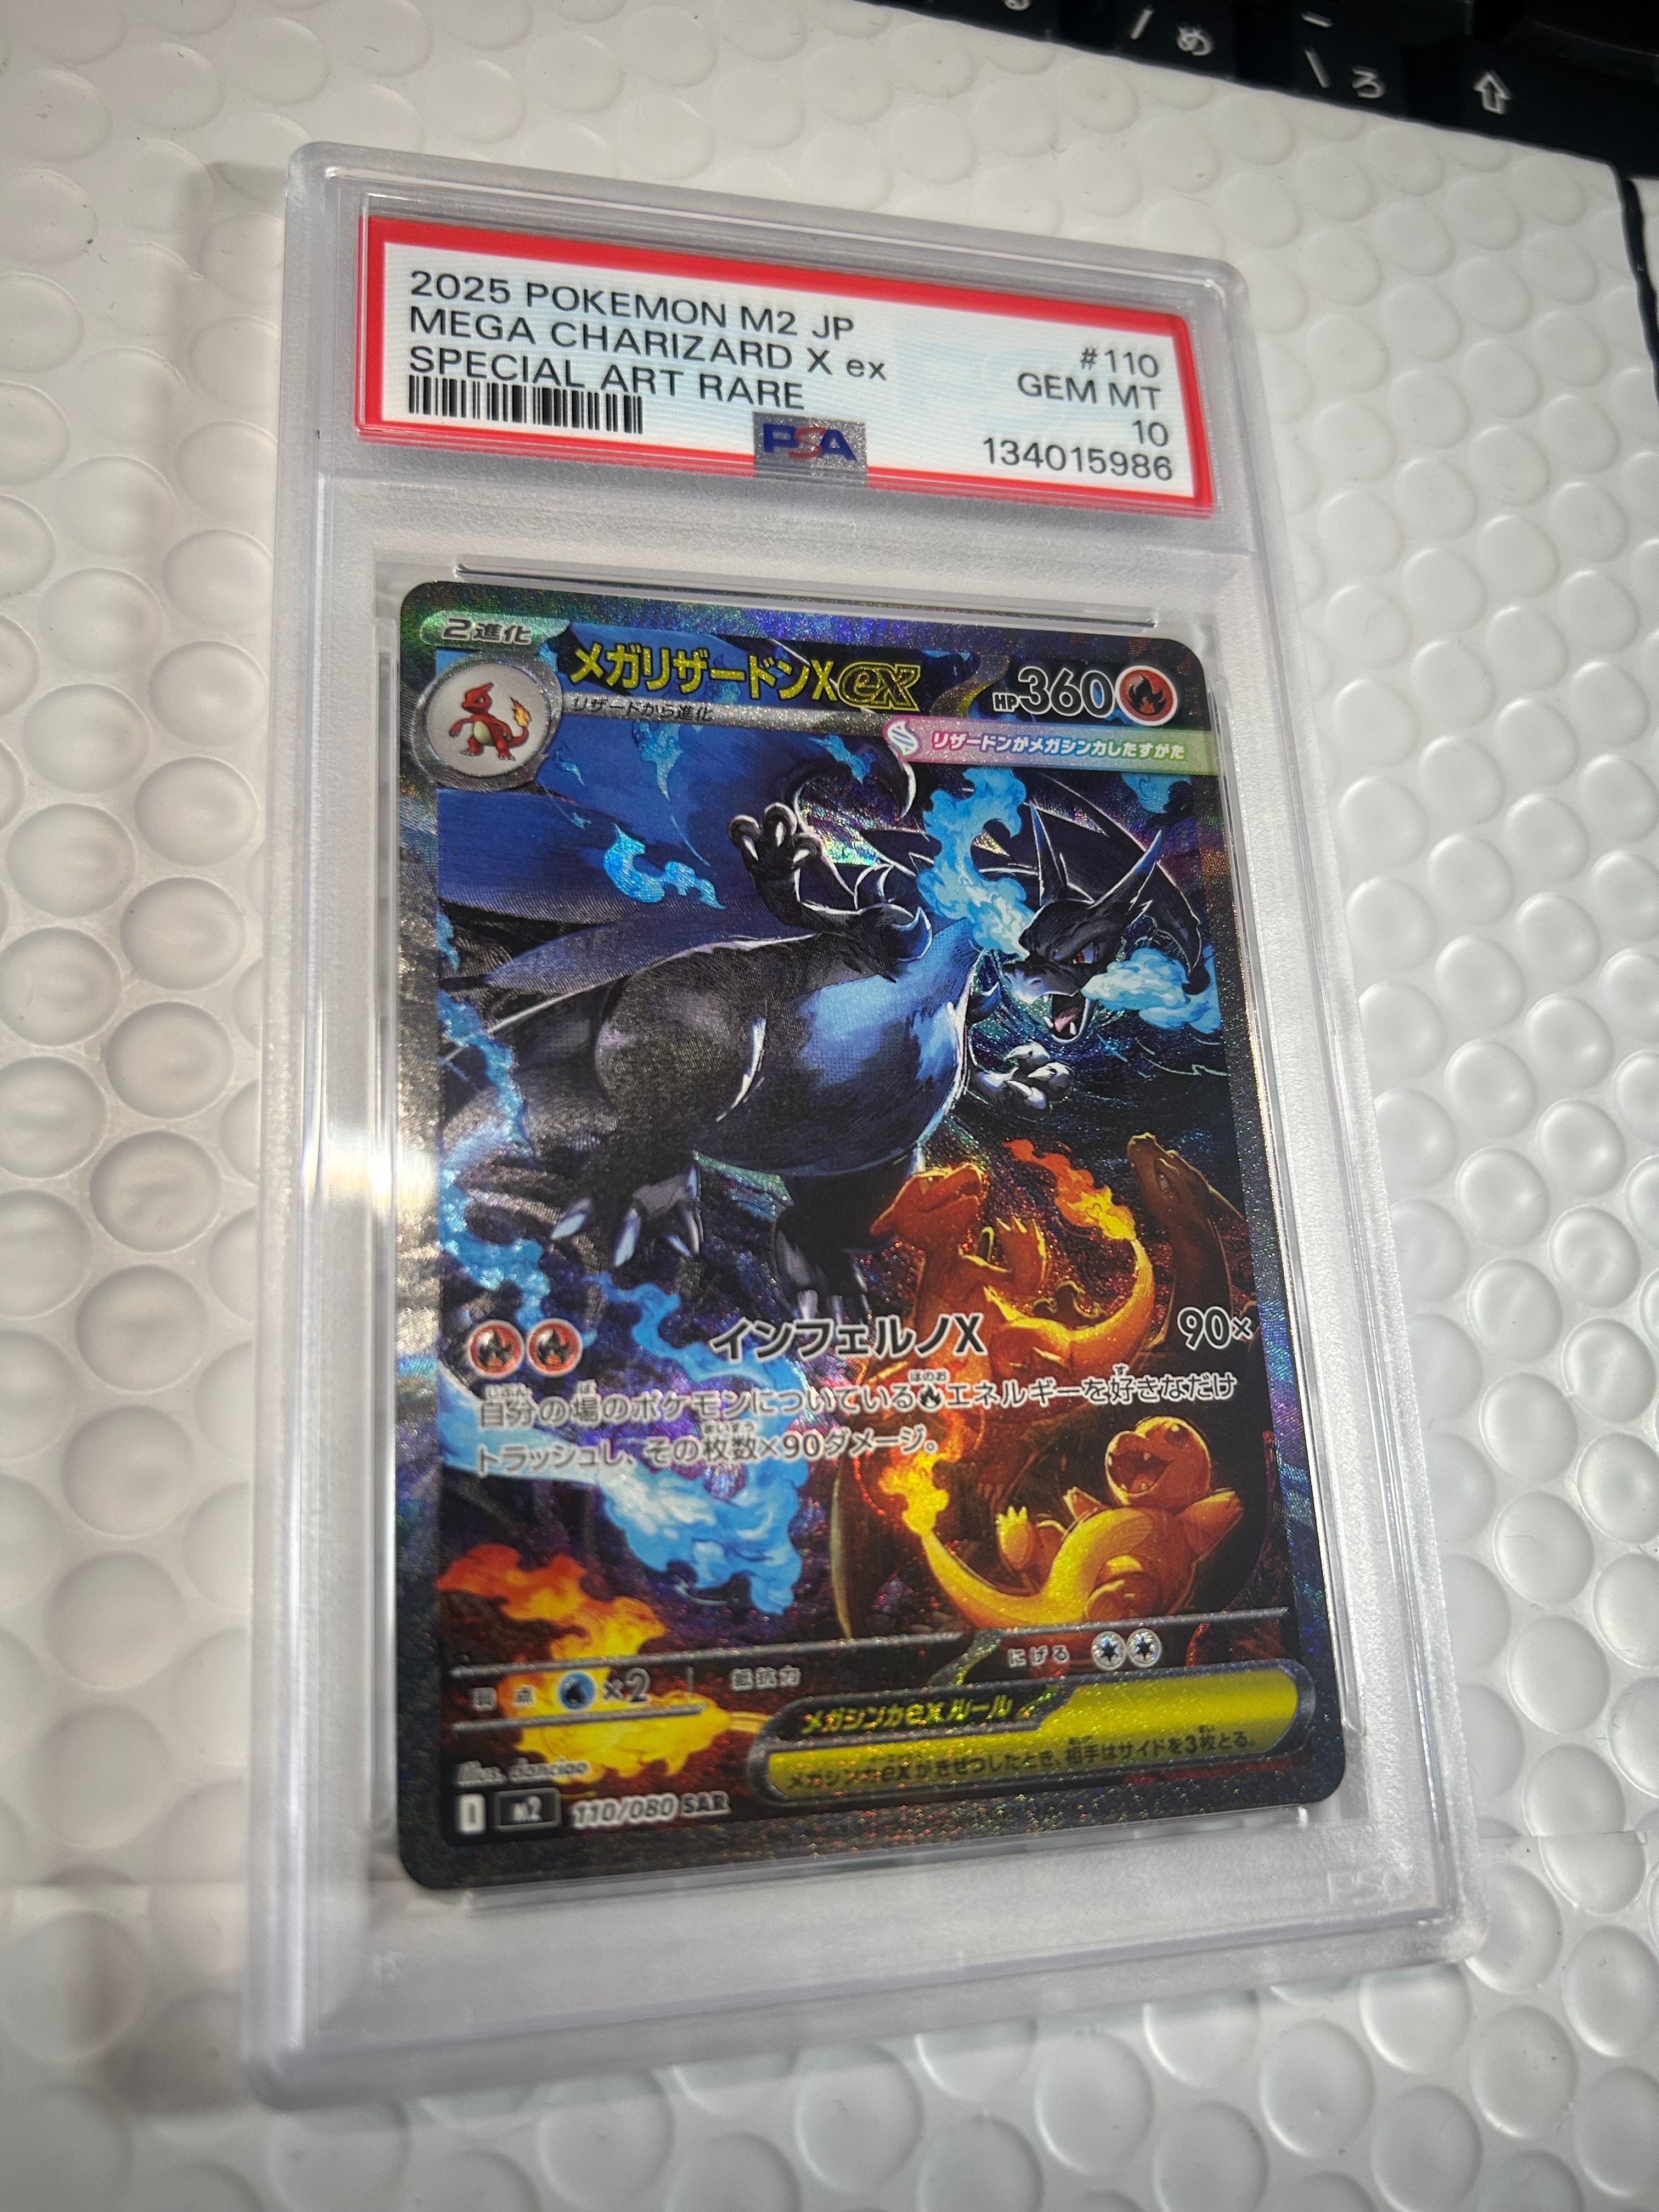 め
ろ
2025 POKEMON M2 JP
MEGA CHARIZARD X ex
SPECIAL ART RARE
#110
GEM MT
10
134015986
PSA
2進化
メガリザードンXex
HP360
リザードから進化
リザードンがメガシンカしたすがた
インフェルノX 90×
自分の場のポケモンについているエネルギーを好きなだけ
トラッシュし、その枚数×90ダメージ。
弱点 ×2 抵抗力 にげる
メガシンカexルール
メガシンカexがきぜつしたとき、相手はサイドを3枚とる。
Illus. danciao
I M2 110/080 SAR
PSA